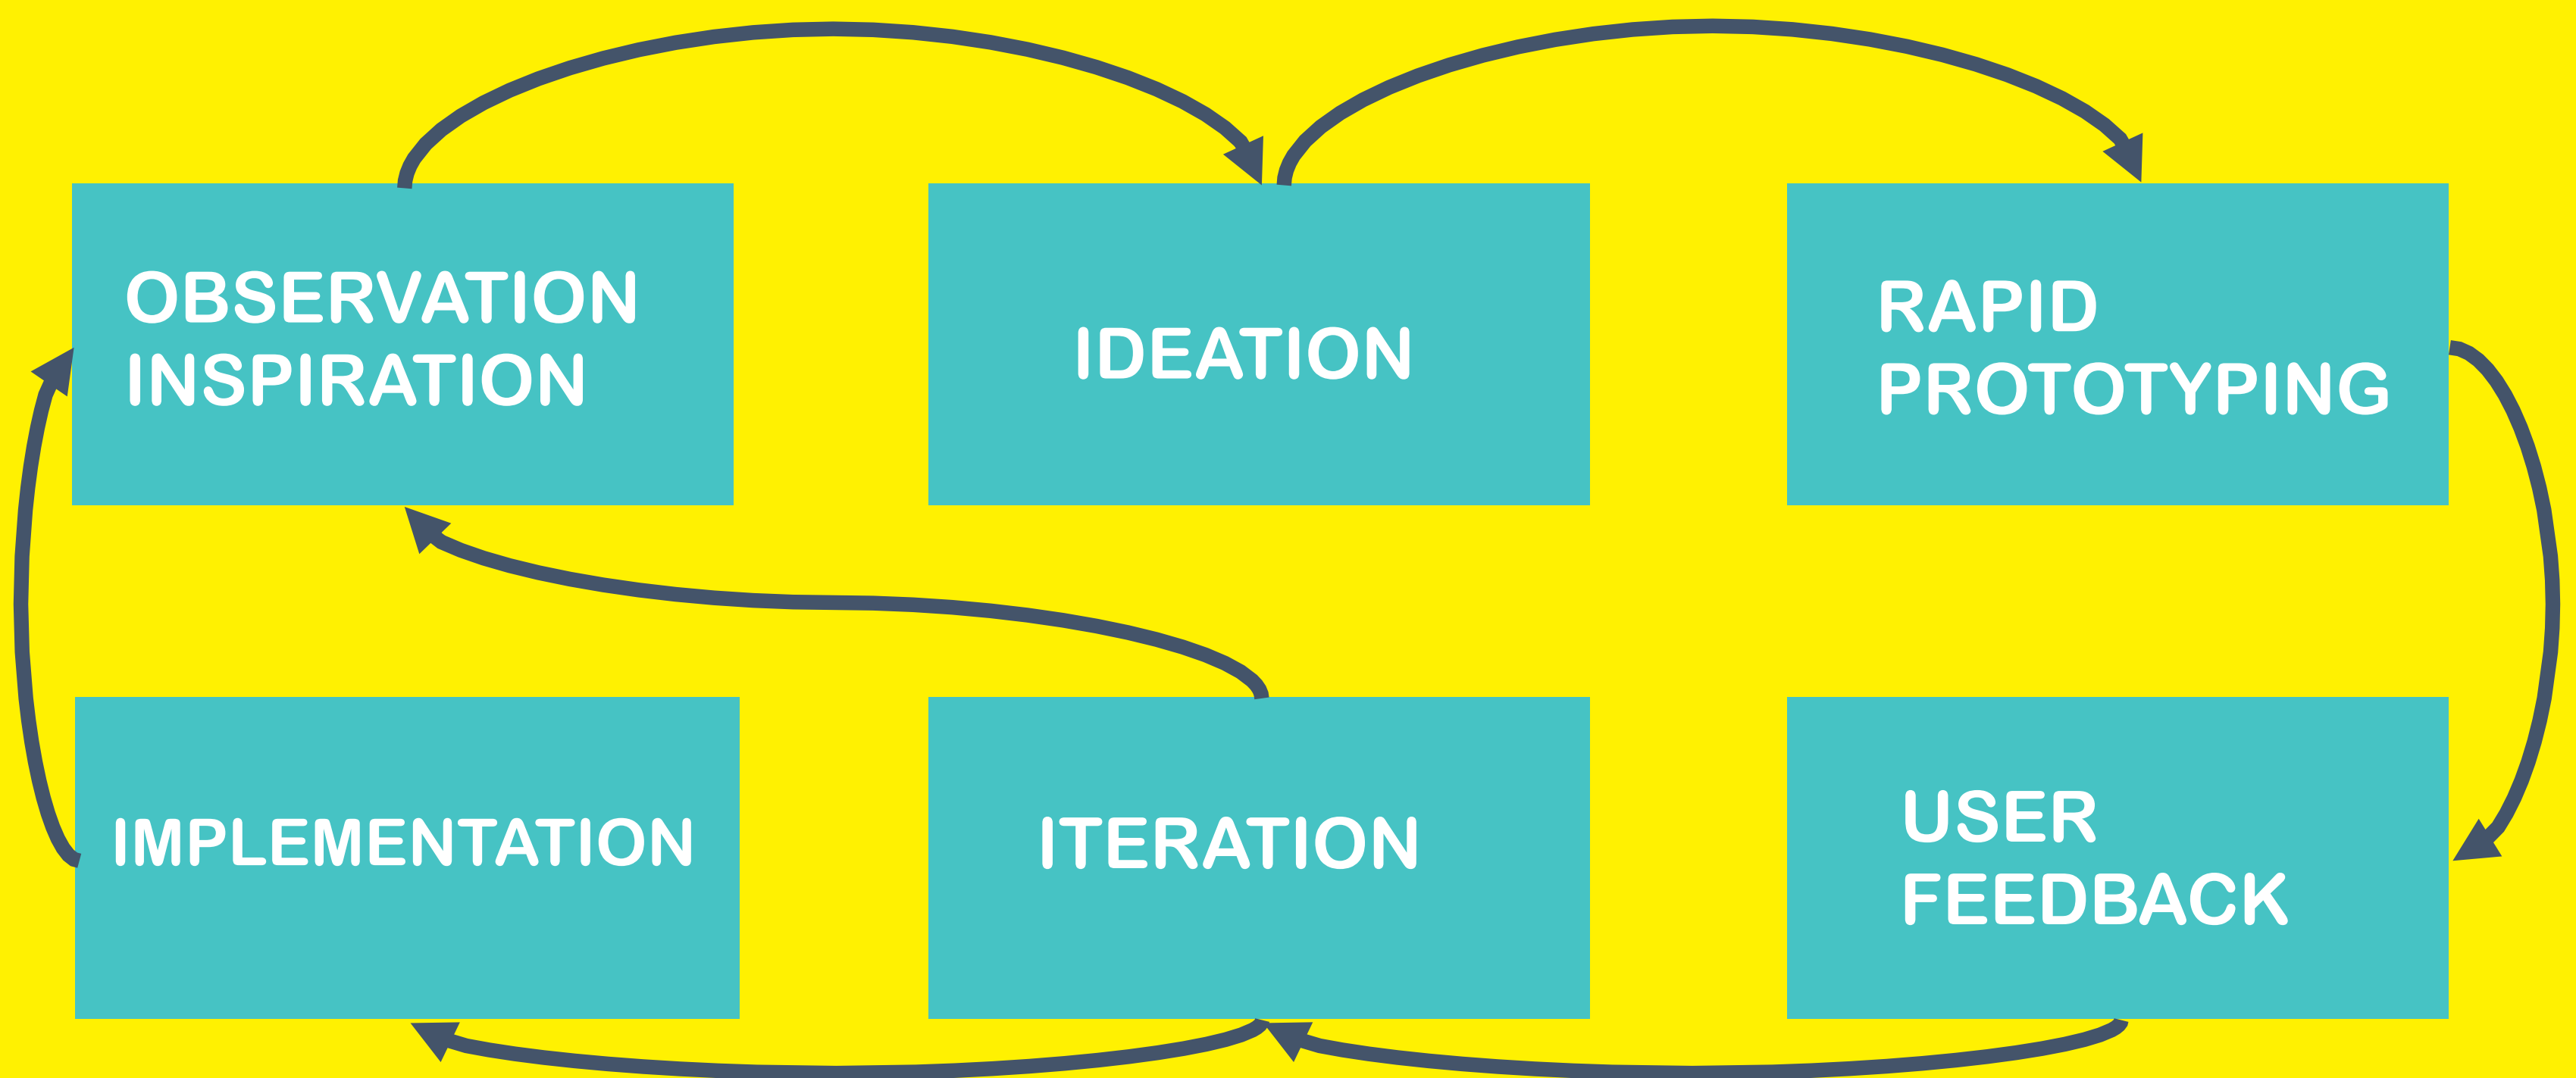 OBSERVATION
INSPIRATION
IDEATION
RAPID
PROTOTYPING
IMPLEMENTATION
ITERATION
USER
FEEDBACK